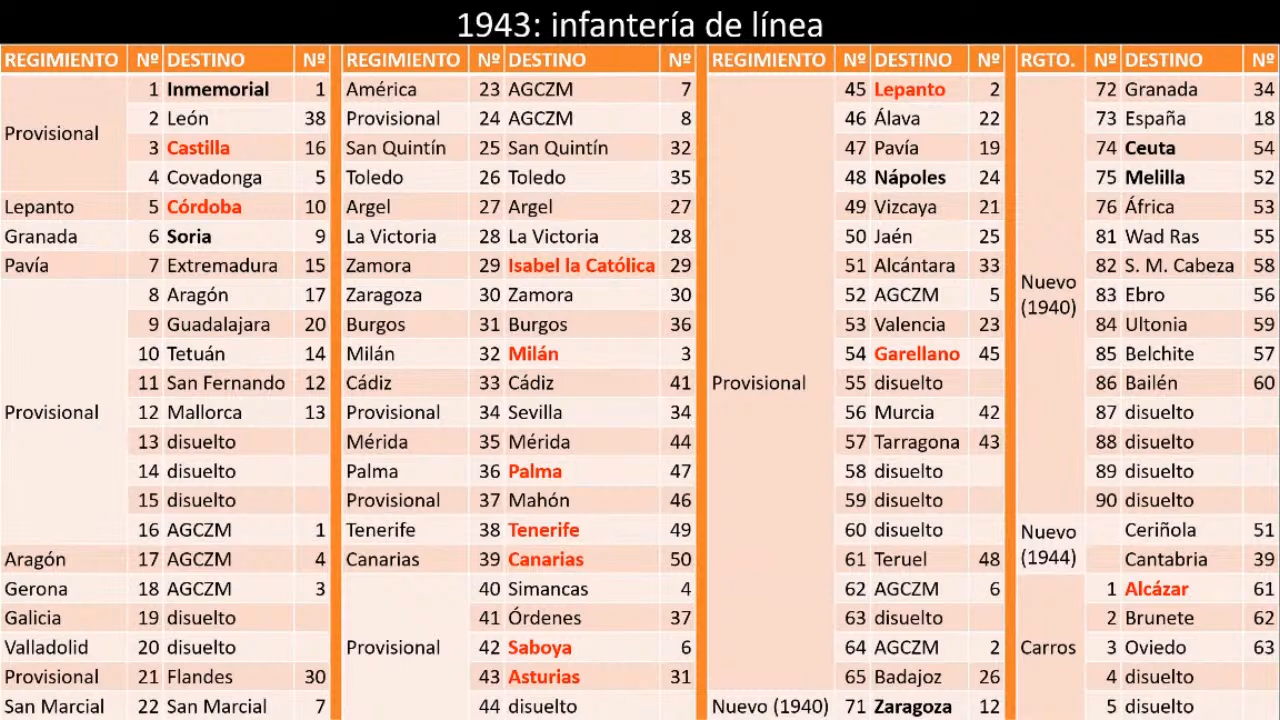 1943: infantería de línea
REGIMIENTO Nº DESTINO Nº REGIMIENTO Nº DESTINO Nº REGIMIENTO Nº DESTINO Nº RGTO. Nº DESTINO Nº
1 Inmemorial 1 América 23 AGCZM 7 45 Lepanto 2 72 Granada 34
Provisional 2 León 38 Provisional 24 AGCZM 8 46 Álava 22 73 España 18
3 Castilla 16 San Quintín 25 San Quintín 32 47 Pavía 19 74 Ceuta 54
4 Covadonga 5 Toledo 26 Toledo 35 48 Nápoles 24 75 Melilla 52
Lepanto 5 Córdoba 10 Argel 27 Argel 27 49 Vizcaya 21 76 África 53
Granada 6 Soria 9 La Victoria 28 La Victoria 28 50 Jaén 25 81 Wad Ras 55
Pavía 7 Extremadura 15 Zamora 29 Isabel la Católica 29 51 Alcántara 33 82 S. M. Cabeza 58
8 Aragón 17 Zaragoza 30 Zamora 30 52 AGCZM 5 Nuevo (1940) 83 Ebro 56
9 Guadalajara 20 Burgos 31 Burgos 36 53 Valencia 23 84 Ultonia 59
10 Tetuán 14 Milán 32 Milán 3 54 Garellano 45 85 Belchite 57
11 San Fernando 12 Cádiz 33 Cádiz 41 Provisional 55 disuelto 86 Bailén 60
Provisional 12 Mallorca 13 Provisional 34 Sevilla 34 56 Murcia 42 87 disuelto
13 disuelto Mérida 35 Mérida 44 57 Tarragona 43 88 disuelto
14 disuelto Palma 36 Palma 47 58 disuelto 89 disuelto
15 disuelto Provisional 37 Mahón 46 59 disuelto 90 disuelto
16 AGCZM 1 Tenerife 38 Tenerife 49 60 disuelto Nuevo Ceriñola 51
Aragón 17 AGCZM 4 Canarias 39 Canarias 50 61 Teruel 48 (1944) Cantabria 39
Gerona 18 AGCZM 3 40 Simancas 4 62 AGCZM 6 1 Alcázar 61
Galicia 19 disuelto 41 Órdenes 37 63 disuelto 2 Brunete 62
Valladolid 20 disuelto Provisional 42 Saboya 6 64 AGCZM 2 Carros 3 Oviedo 63
Provisional 21 Flandes 30 43 Asturias 31 65 Badajoz 26 4 disuelto
San Marcial 22 San Marcial 7 44 disuelto Nuevo (1940) 71 Zaragoza 12 5 disuelto